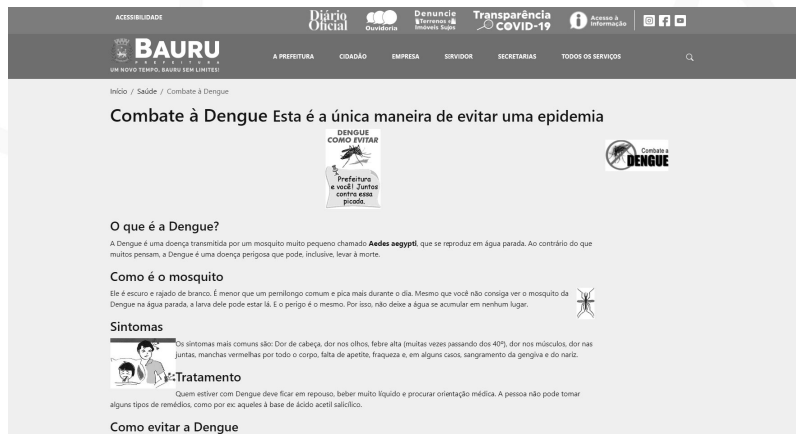 ACESSIBILIDADE
Diário Oficial
Ouvidoria
Denuncie Terrenos e Imóveis Sujos
Transparência COVID-19
Acesso à Informação
BAURU
PREFEITURA
UM NOVO TEMPO, BAURU SEM LIMITES!
A PREFEITURA CIDADÃO EMPRESA SERVIDOR SECRETARIAS TODOS OS SERVIÇOS
Início / Saúde / Combate à Dengue
Combate à Dengue Esta é a única maneira de evitar uma epidemia
DENGUE
COMO EVITAR
Prefeitura
e você! Juntos
contra essa
picada.
Combate a
DENGUE
O que é a Dengue?
A Dengue é uma doença transmitida por um mosquito muito pequeno chamado Aedes aegypti, que se reproduz em água parada. Ao contrário do que
muitos pensam, a Dengue é uma doença perigosa que pode, inclusive, levar à morte.
Como é o mosquito
Ele é escuro e rajado de branco. É menor que um pernilongo comum e pica mais durante o dia. Mesmo que você não consiga ver o mosquito da
Dengue na água parada, a larva dele pode estar lá. E o perigo é o mesmo. Por isso, não deixe a água se acumular em nenhum lugar.
Sintomas
Os sintomas mais comuns são: Dor de cabeça, dor nos olhos, febre alta (muitas vezes passando dos 40º), dor nos músculos, dor nas
juntas, manchas vermelhas por todo o corpo, falta de apetite, fraqueza e, em alguns casos, sangramento da gengiva e do nariz.
Tratamento
Quem estiver com Dengue deve ficar em repouso, beber muito líquido e procurar orientação médica. A pessoa não pode tomar
alguns tipos de remédios, como por ex: aqueles à base de ácido acetil salicílico.
Como evitar a Dengue